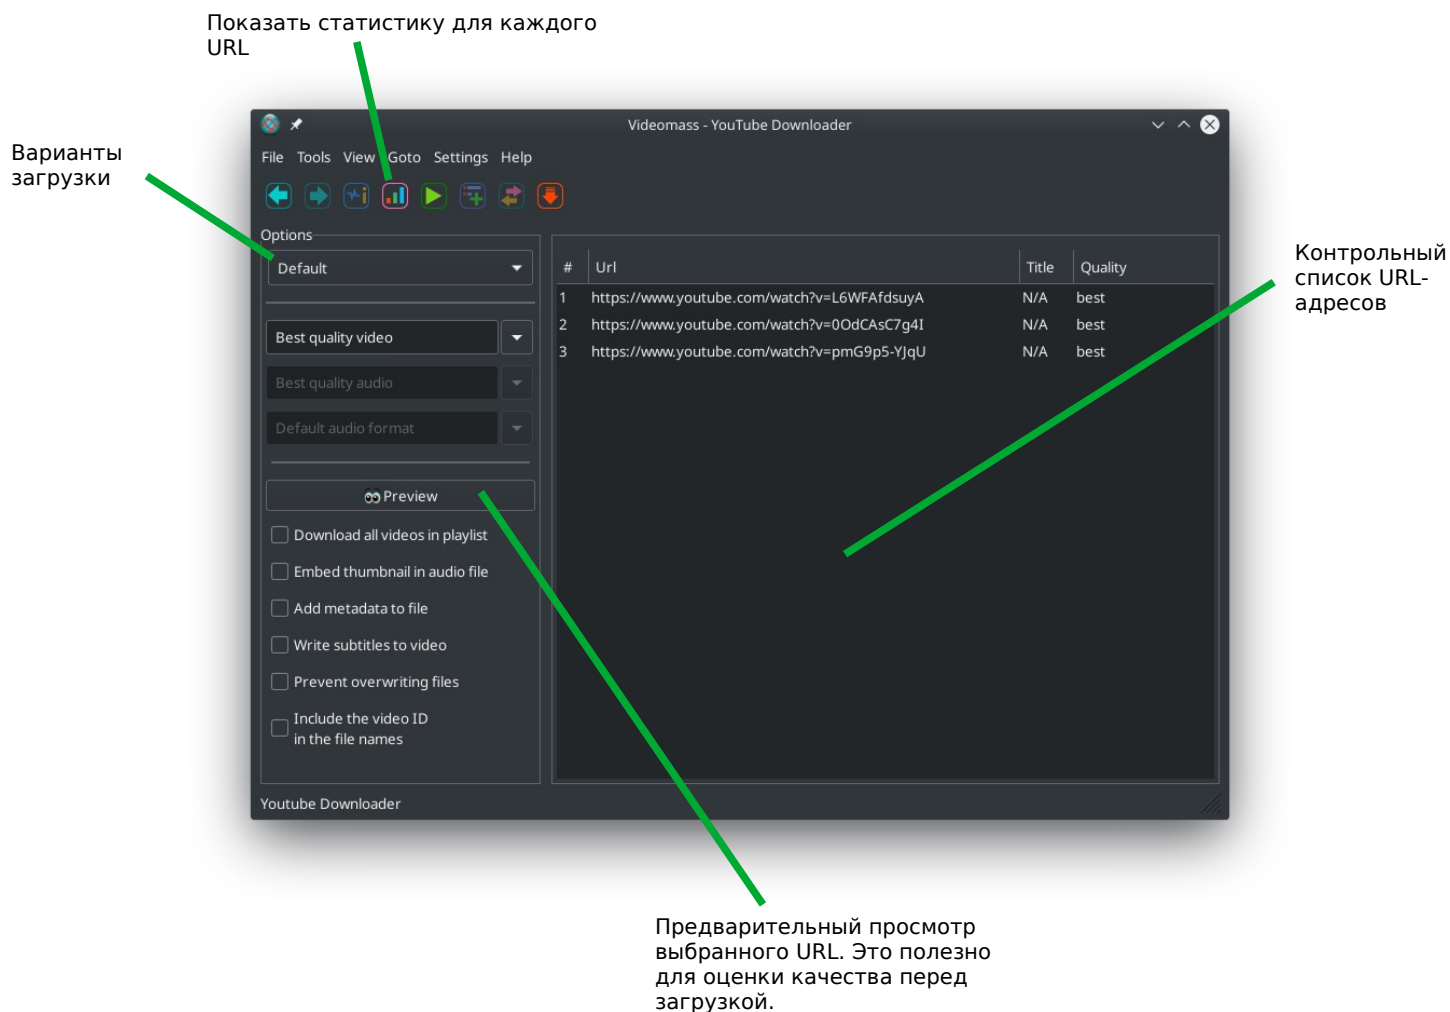 Показать статистику для каждого
URL
Варианты
загрузки
Videomass - YouTube Downloader
File Tools View Goto Settings Help
Options
Default
Best quality video
Best quality audio
Default audio format
Preview
Download all videos in playlist
Embed thumbnail in audio file
Add metadata to file
Write subtitles to video
Prevent overwriting files
Include the video ID
in the file names
# Url Title Quality
1 https://www.youtube.com/watch?v=L6WFAfdsuyA N/A best
2 https://www.youtube.com/watch?v=0OdCAsC7g4I N/A best
3 https://www.youtube.com/watch?v=pmG9p5-YJqU N/A best
Youtube Downloader
Контрольный
список URL-
адресов
Предварительный просмотр
выбранного URL. Это полезно
для оценки качества перед
загрузкой.